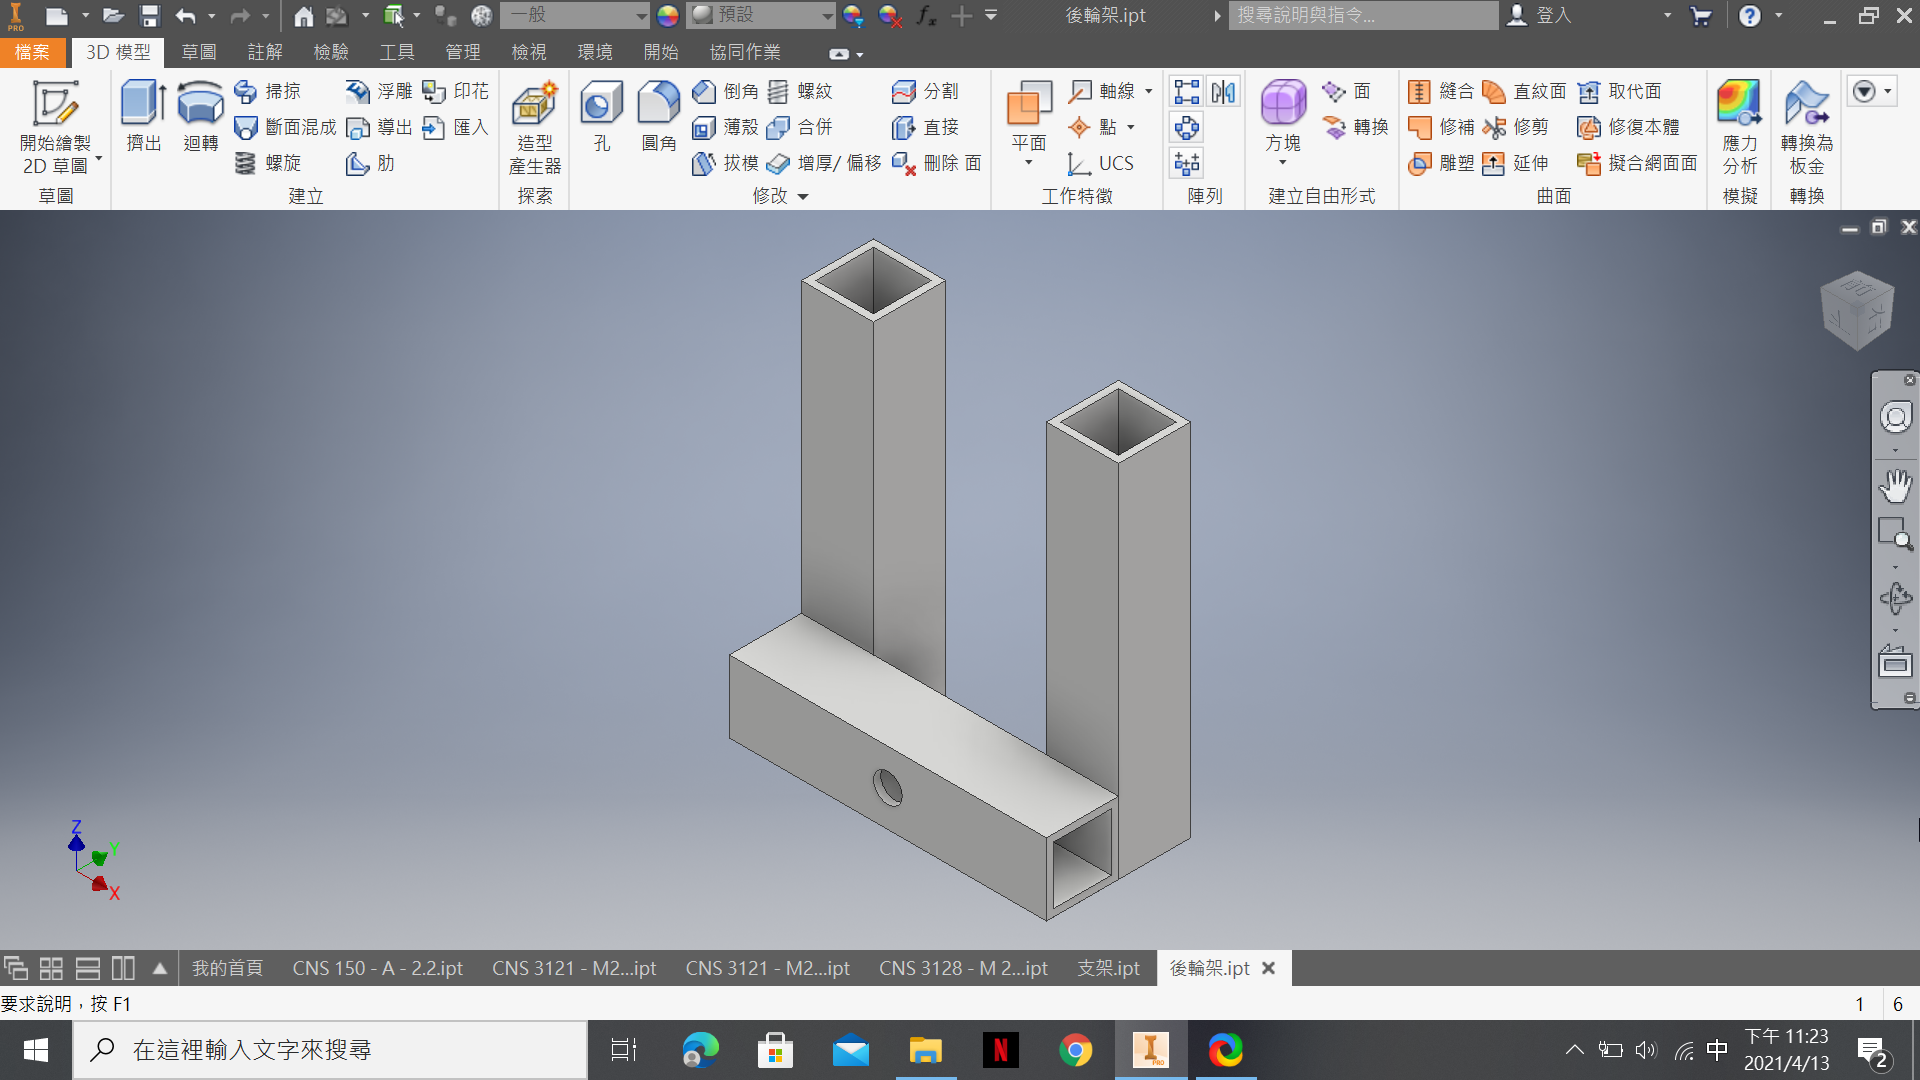 PRO 一般 預設 後輪架.ipt 搜尋說明與指令... 登入
檔案 3D 模型 草圖 註解 檢驗 工具 管理 檢視 環境 開始 協同作業
掃掠 浮雕 印花 倒角 螺紋 分割 軸線 面 縫合 直紋面 取代面
斷面混成 導出 匯入 薄殼 合併 直接 點 轉換 修補 修剪 修復本體
開始繪製 擠出 迴轉 造型 孔 圓角 平面 方塊 應力 轉換為
2D 草圖 螺旋 肋 產生器 拔模 增厚/ 偏移 刪除 面 UCS 雕塑 延伸 擬合網面面 分析 板金
草圖 建立 探索 修改 工作特徵 陣列 建立自由形式 曲面 模擬 轉換
Z
Y
X
我的首頁 CNS 150 - A - 2.2.ipt CNS 3121 - M2...ipt CNS 3121 - M2...ipt CNS 3128 - M 2...ipt 支架.ipt 後輪架.ipt
要求說明，按 F1 1 6
在這裡輸入文字來搜尋 中 下午 11:23
2021/4/13 2